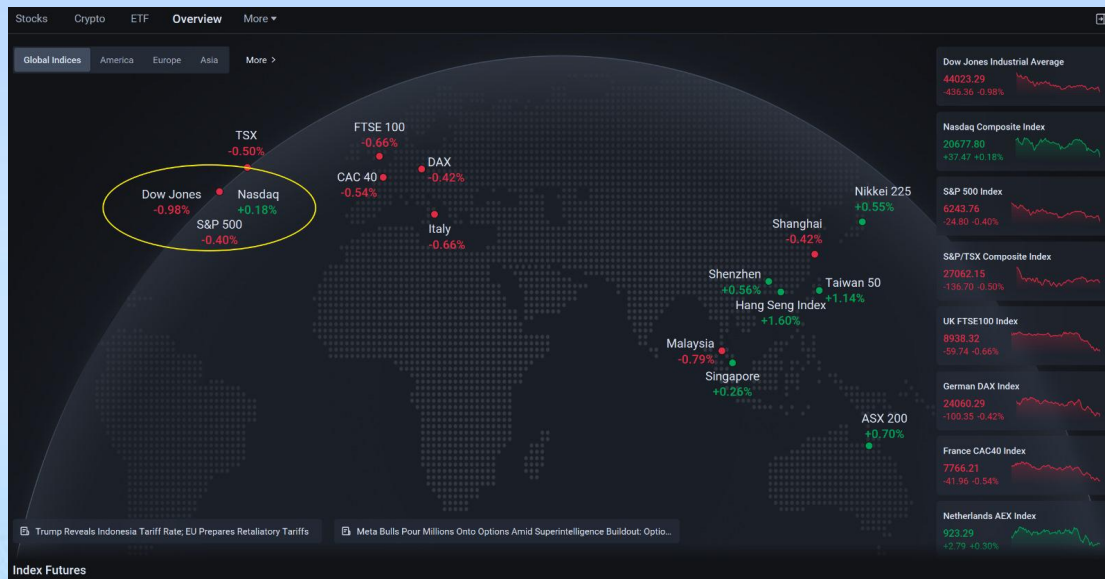 Stocks Crypto ETF Overview More
Global Indices America Europe Asia More >
TSX
-0.50%
Dow Jones
-0.98%
Nasdaq
+0.18%
S&P 500
-0.40%
FTSE 100
-0.66%
CAC 40
-0.54%
DAX
-0.42%
Italy
-0.66%
Nikkei 225
+0.55%
Shanghai
-0.42%
Shenzhen
+0.56%
Taiwan 50
+1.14%
Hang Seng Index
+1.60%
Malaysia
-0.79%
Singapore
+0.26%
ASX 200
+0.70%
Dow Jones Industrial Average
44023.29
-436.36 -0.98%
Nasdaq Composite Index
20677.80
+37.47 +0.18%
S&P 500 Index
6243.76
-24.80 -0.40%
S&P/TSX Composite Index
27062.15
-136.70 -0.50%
UK FTSE100 Index
8938.32
-59.74 -0.66%
German DAX Index
24060.29
-100.35 -0.42%
France CAC40 Index
7766.21
-41.96 -0.54%
Netherlands AEX Index
923.29
+2.79 +0.30%
Trump Reveals Indonesia Tariff Rate; EU Prepares Retaliatory Tariffs
Meta Bulls Pour Millions Onto Options Amid Superintelligence Buildout: Optio...
Index Futures